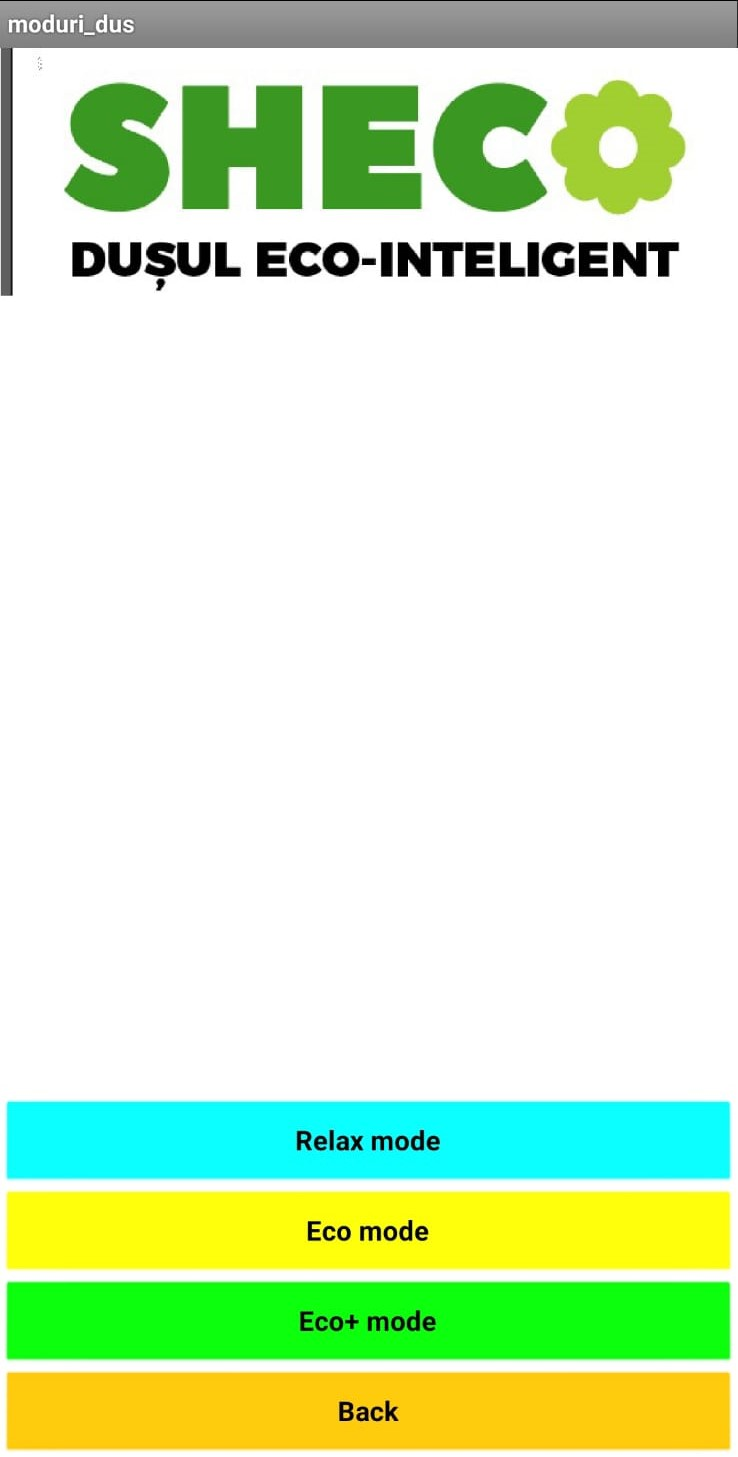 moduri_dus
SHECO
DUȘUL ECO-INTELIGENT
Relax mode
Eco mode
Eco+ mode
Back